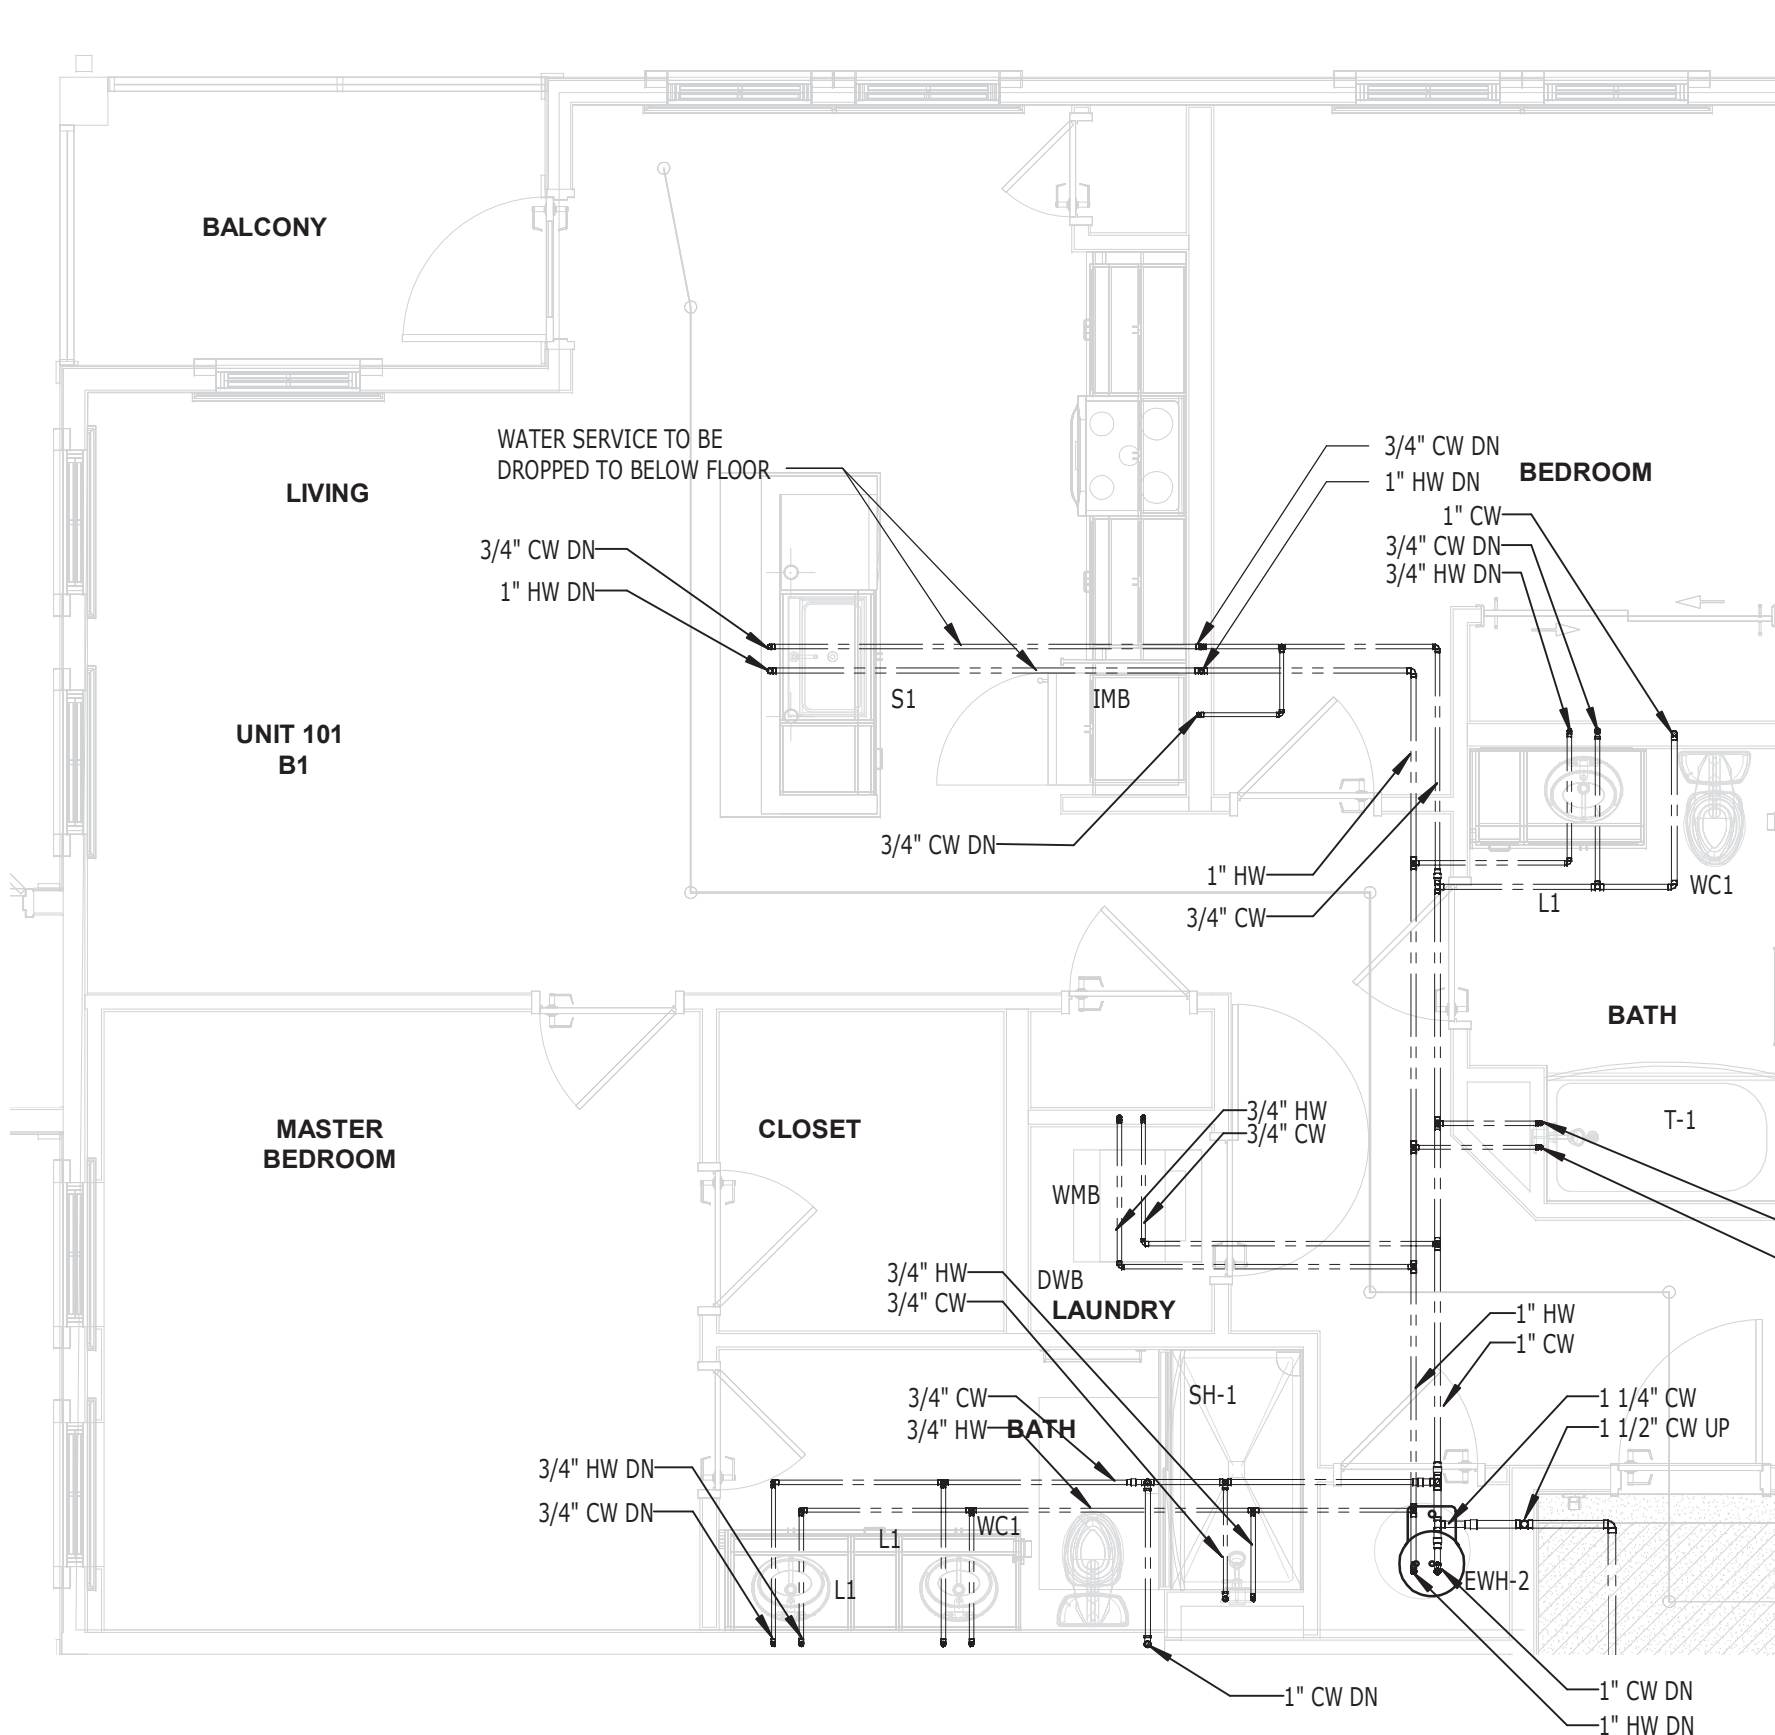 BALCONY
WATER SERVICE TO BE
DROPPED TO BELOW FLOOR
3/4" CW DN
1" HW DN
BEDROOM
LIVING
1" CW
3/4" CW DN
3/4" HW DN
3/4" CW DN
1" HW DN
S1
IMB
UNIT 101
B1
3/4" CW DN
1" HW
3/4" CW
L1
WC1
BATH
MASTER
BEDROOM
CLOSET
3/4" HW
3/4" CW
T-1
WMB
DWB
LAUNDRY
3/4" HW
3/4" CW
1" HW
1" CW
SH-1
3/4" CW
3/4" HW
BATH
1 1/4" CW
1 1/2" CW UP
3/4" HW DN
3/4" CW DN
L1
WC1
L1
EWH-2
1" CW DN
1" CW DN
1" HW DN